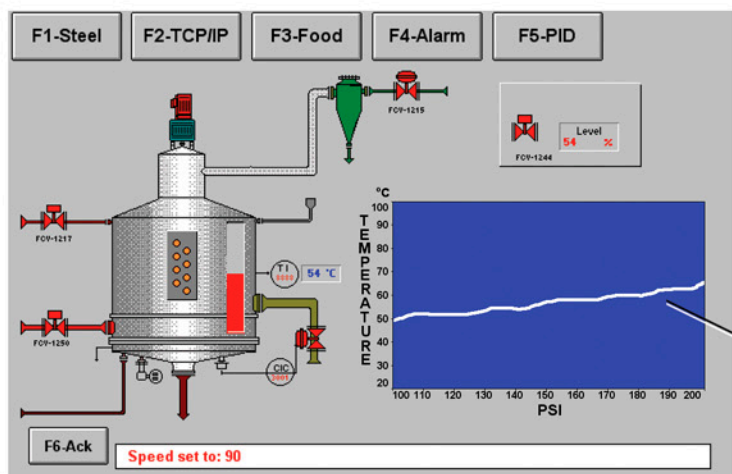 F1-Steel F2-TCP/IP F3-Food F4-Alarm F5-PID
FCV-1215
Level
54 %
FCV-1244
FCV-1217
TI
54 °C
FCV-1250
CIC
°C
TEMPERATURE
100
90
80
70
60
50
40
30
20
100 110 120 130 140 150 160 170 180 190 200
PSI
F6-Ack
Speed set to: 90